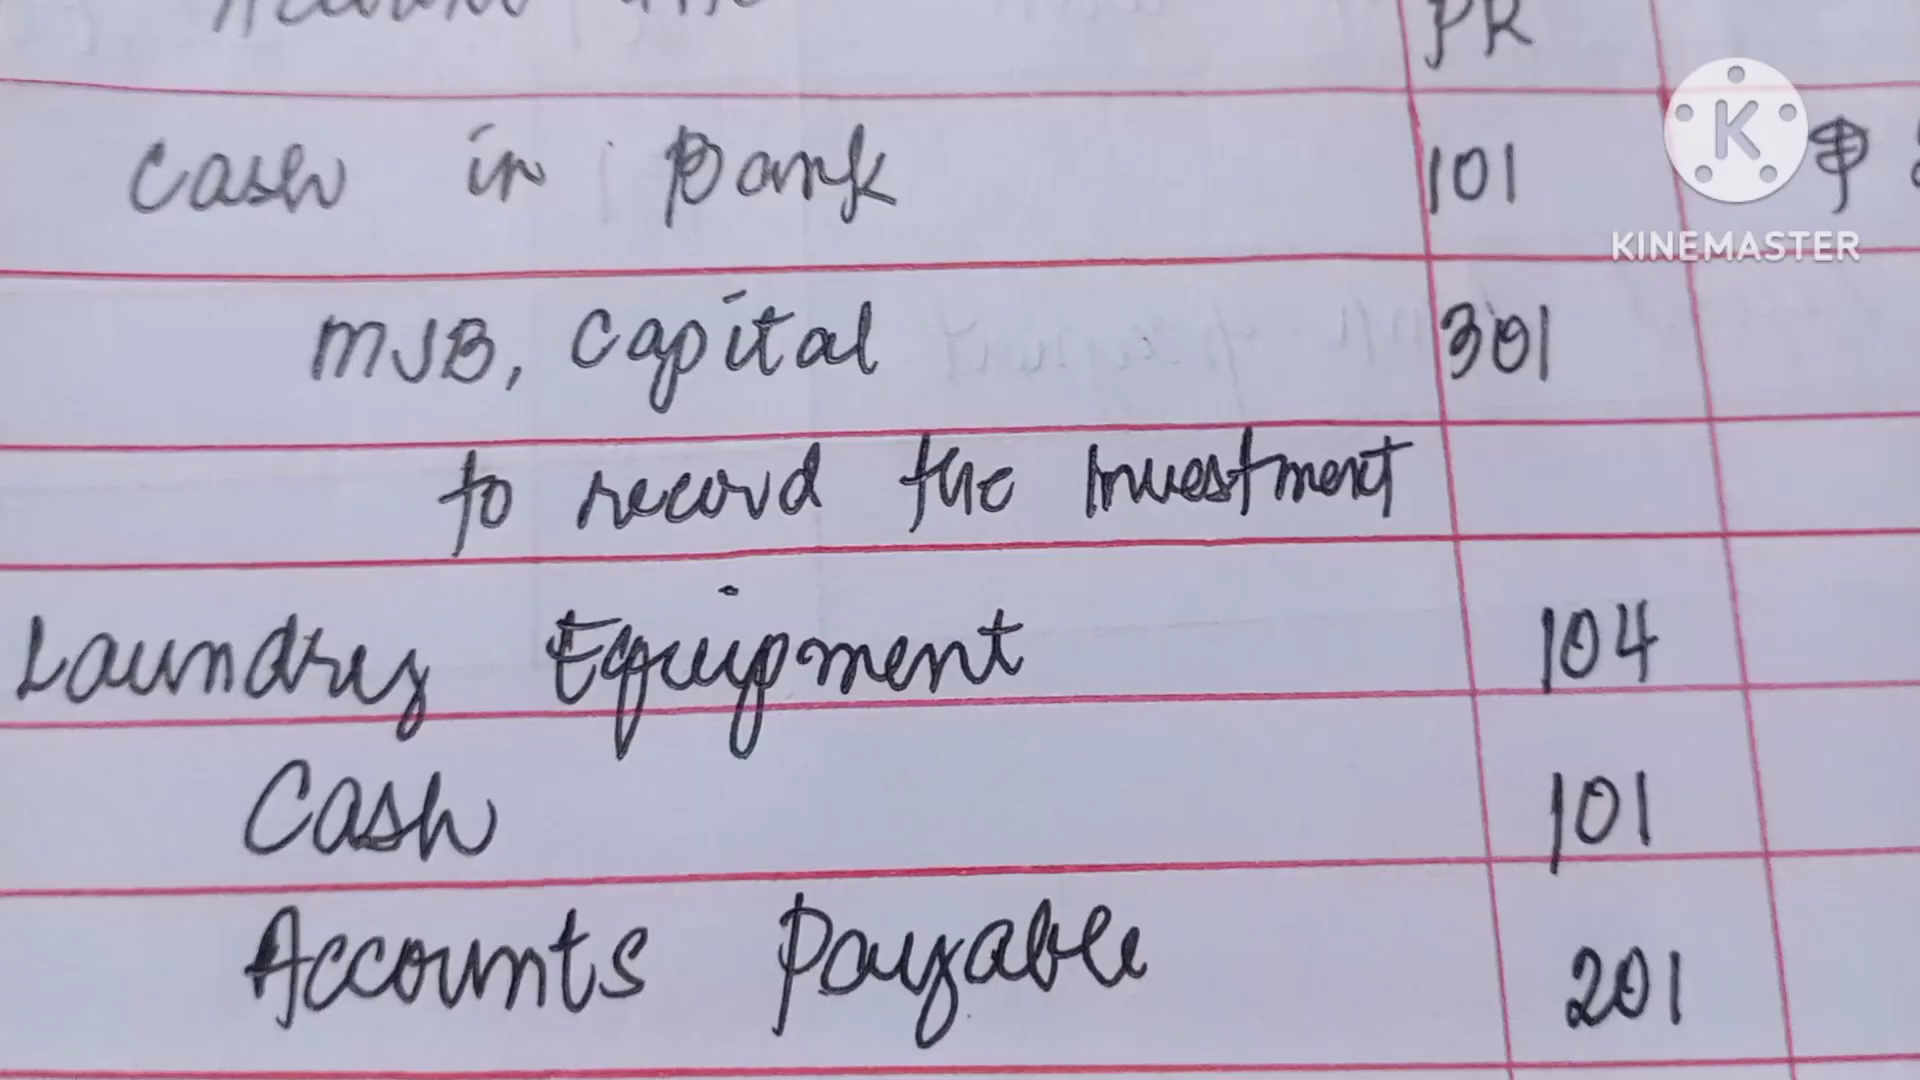 PR
Cash in Bank 101
MJB, Capital 301
to record the investment
Laundry Equipment 104
Cash 101
Accounts Payable 201
K
KINEMASTER